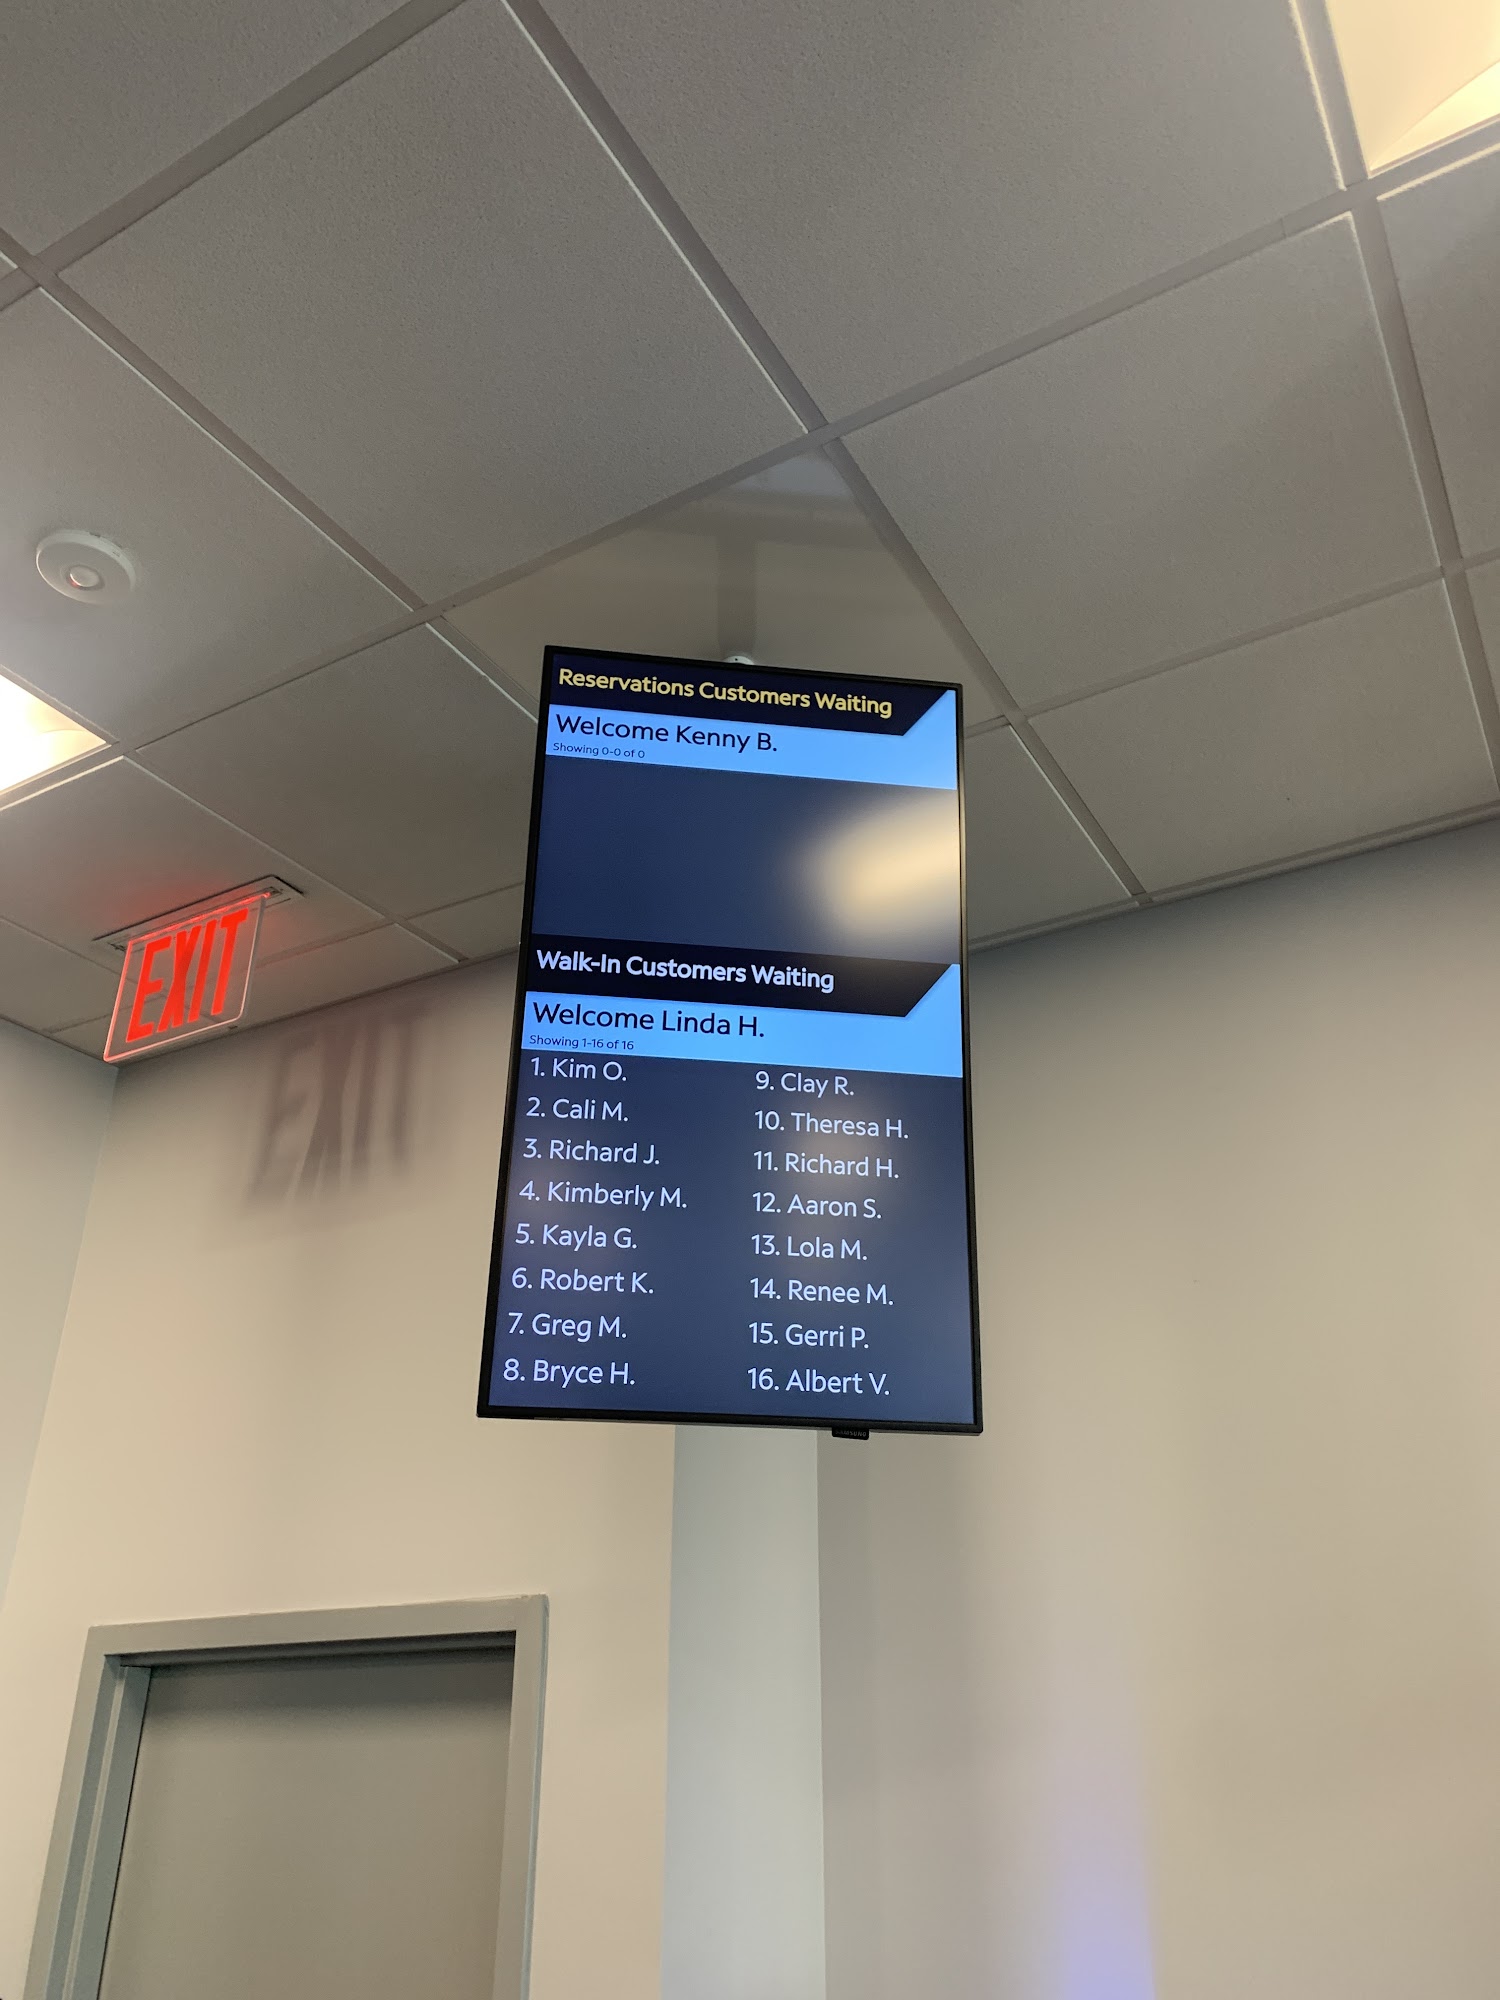 Reservations Customers Waiting
Welcome Kenny B.
Showing 0-0 of 0
EXIT
Walk-In Customers Waiting
Welcome Linda H.
Showing 1-16 of 16
1. Kim O.
2. Cali M.
3. Richard J.
4. Kimberly M.
5. Kayla G.
6. Robert K.
7. Greg M.
8. Bryce H.
9. Clay R.
10. Theresa H.
11. Richard H.
12. Aaron S.
13. Lola M.
14. Renee M.
15. Gerri P.
16. Albert V.
SAMSUNG